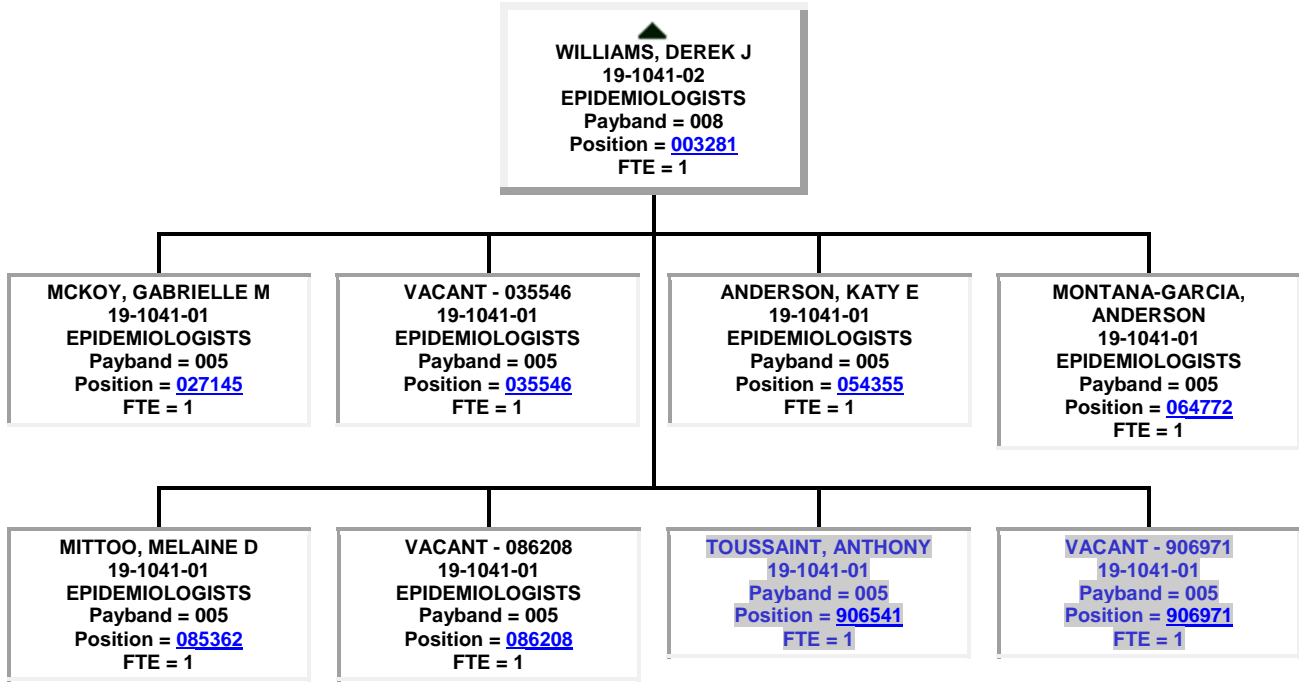 WILLIAMS, DEREK J
19-1041-02
EPIDEMIOLOGISTS
Payband = 008
Position = 003281
FTE = 1
MCKOY, GABRIELLE M
19-1041-01
EPIDEMIOLOGISTS
Payband = 005
Position = 027145
FTE = 1
VACANT - 035546
19-1041-01
EPIDEMIOLOGISTS
Payband = 005
Position = 035546
FTE = 1
ANDERSON, KATY E
19-1041-01
EPIDEMIOLOGISTS
Payband = 005
Position = 054355
FTE = 1
MONTANA-GARCIA,
ANDERSON
19-1041-01
EPIDEMIOLOGISTS
Payband = 005
Position = 064772
FTE = 1
MITTOO, MELAINE D
19-1041-01
EPIDEMIOLOGISTS
Payband = 005
Position = 085362
FTE = 1
VACANT - 086208
19-1041-01
EPIDEMIOLOGISTS
Payband = 005
Position = 086208
FTE = 1
TOUSSAINT, ANTHONY
19-1041-01
Payband = 005
Position = 906541
FTE = 1
VACANT - 906971
19-1041-01
Payband = 005
Position = 906971
FTE = 1